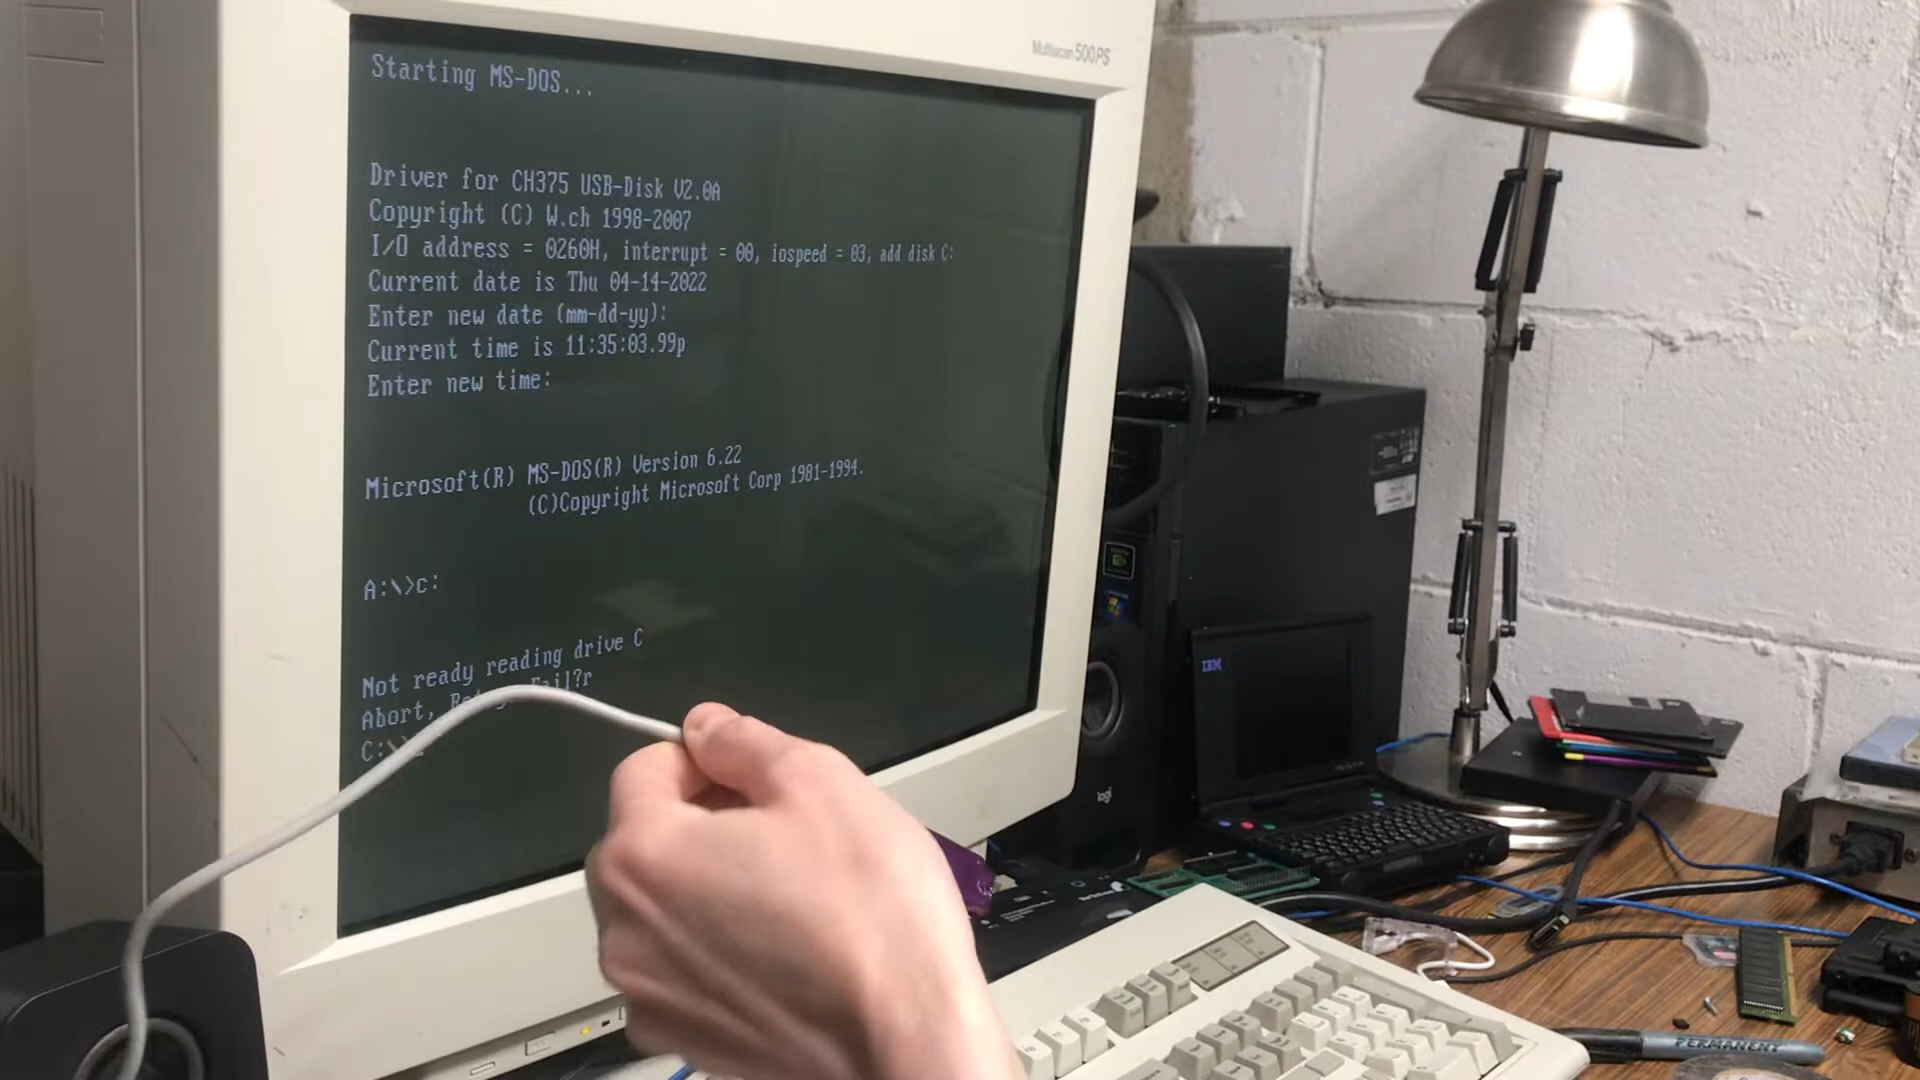 Multiscan 500PS
Starting MS-DOS...
Driver for CH375 USB-Disk V2.0A
Copyright (C) W.ch 1998-2007
I/O address = 0260H, interrupt = 00, iospeed = 03, add disk C:
Current date is Thu 04-14-2022
Enter new date (mm-dd-yy):
Current time is 11:35:03.99p
Enter new time:
Microsoft(R) MS-DOS(R) Version 6.22
(C)Copyright Microsoft Corp 1981-1994.
A:\>c:
Not ready reading drive C
Abort, Fail?r
C:\>
IBM
logi
PERMANENT